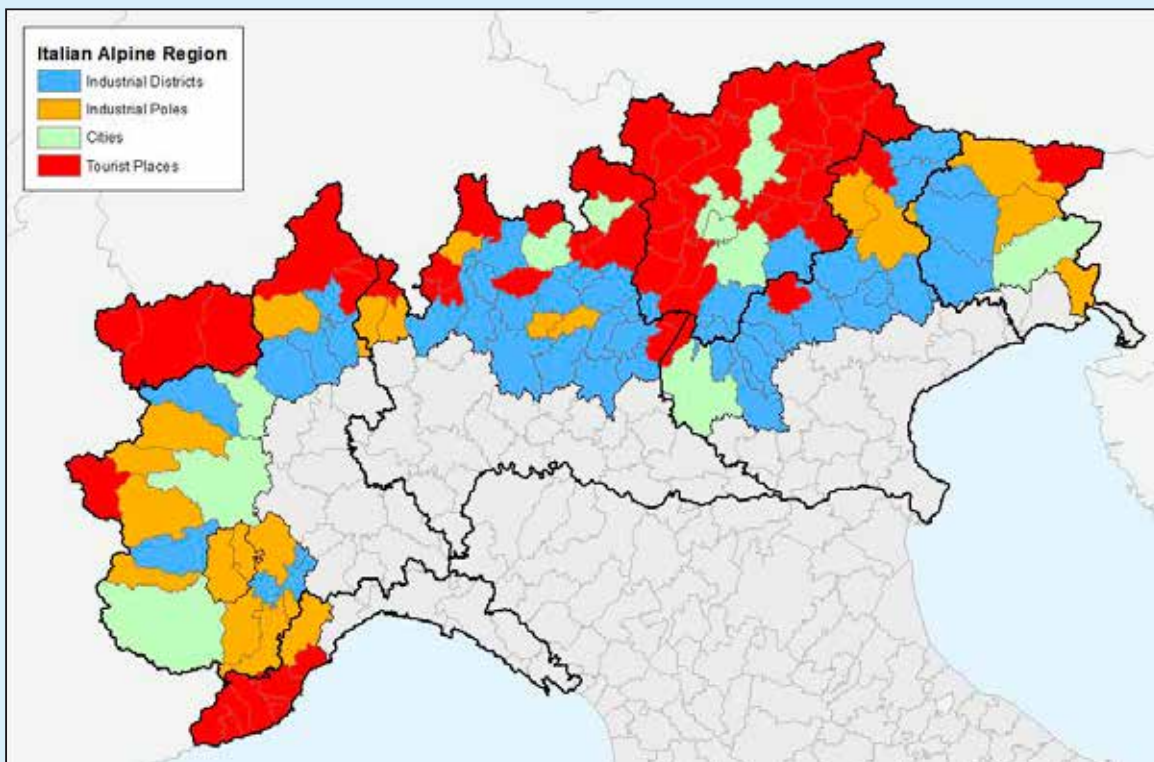 Italian Alpine Region
Industrial Districts
Industrial Poles
Cities
Tourist Places